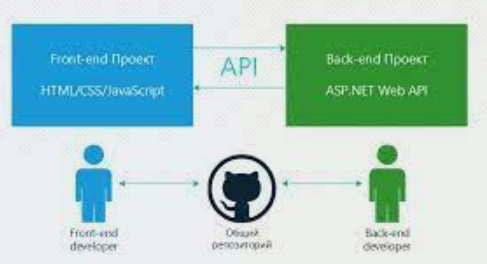 Front-end Проект
HTML/CSS/JavaScript
API
Back-end Проект
ASP.NET Web API
Front-end
developer
Общий
репозиторий
Back-end
developer